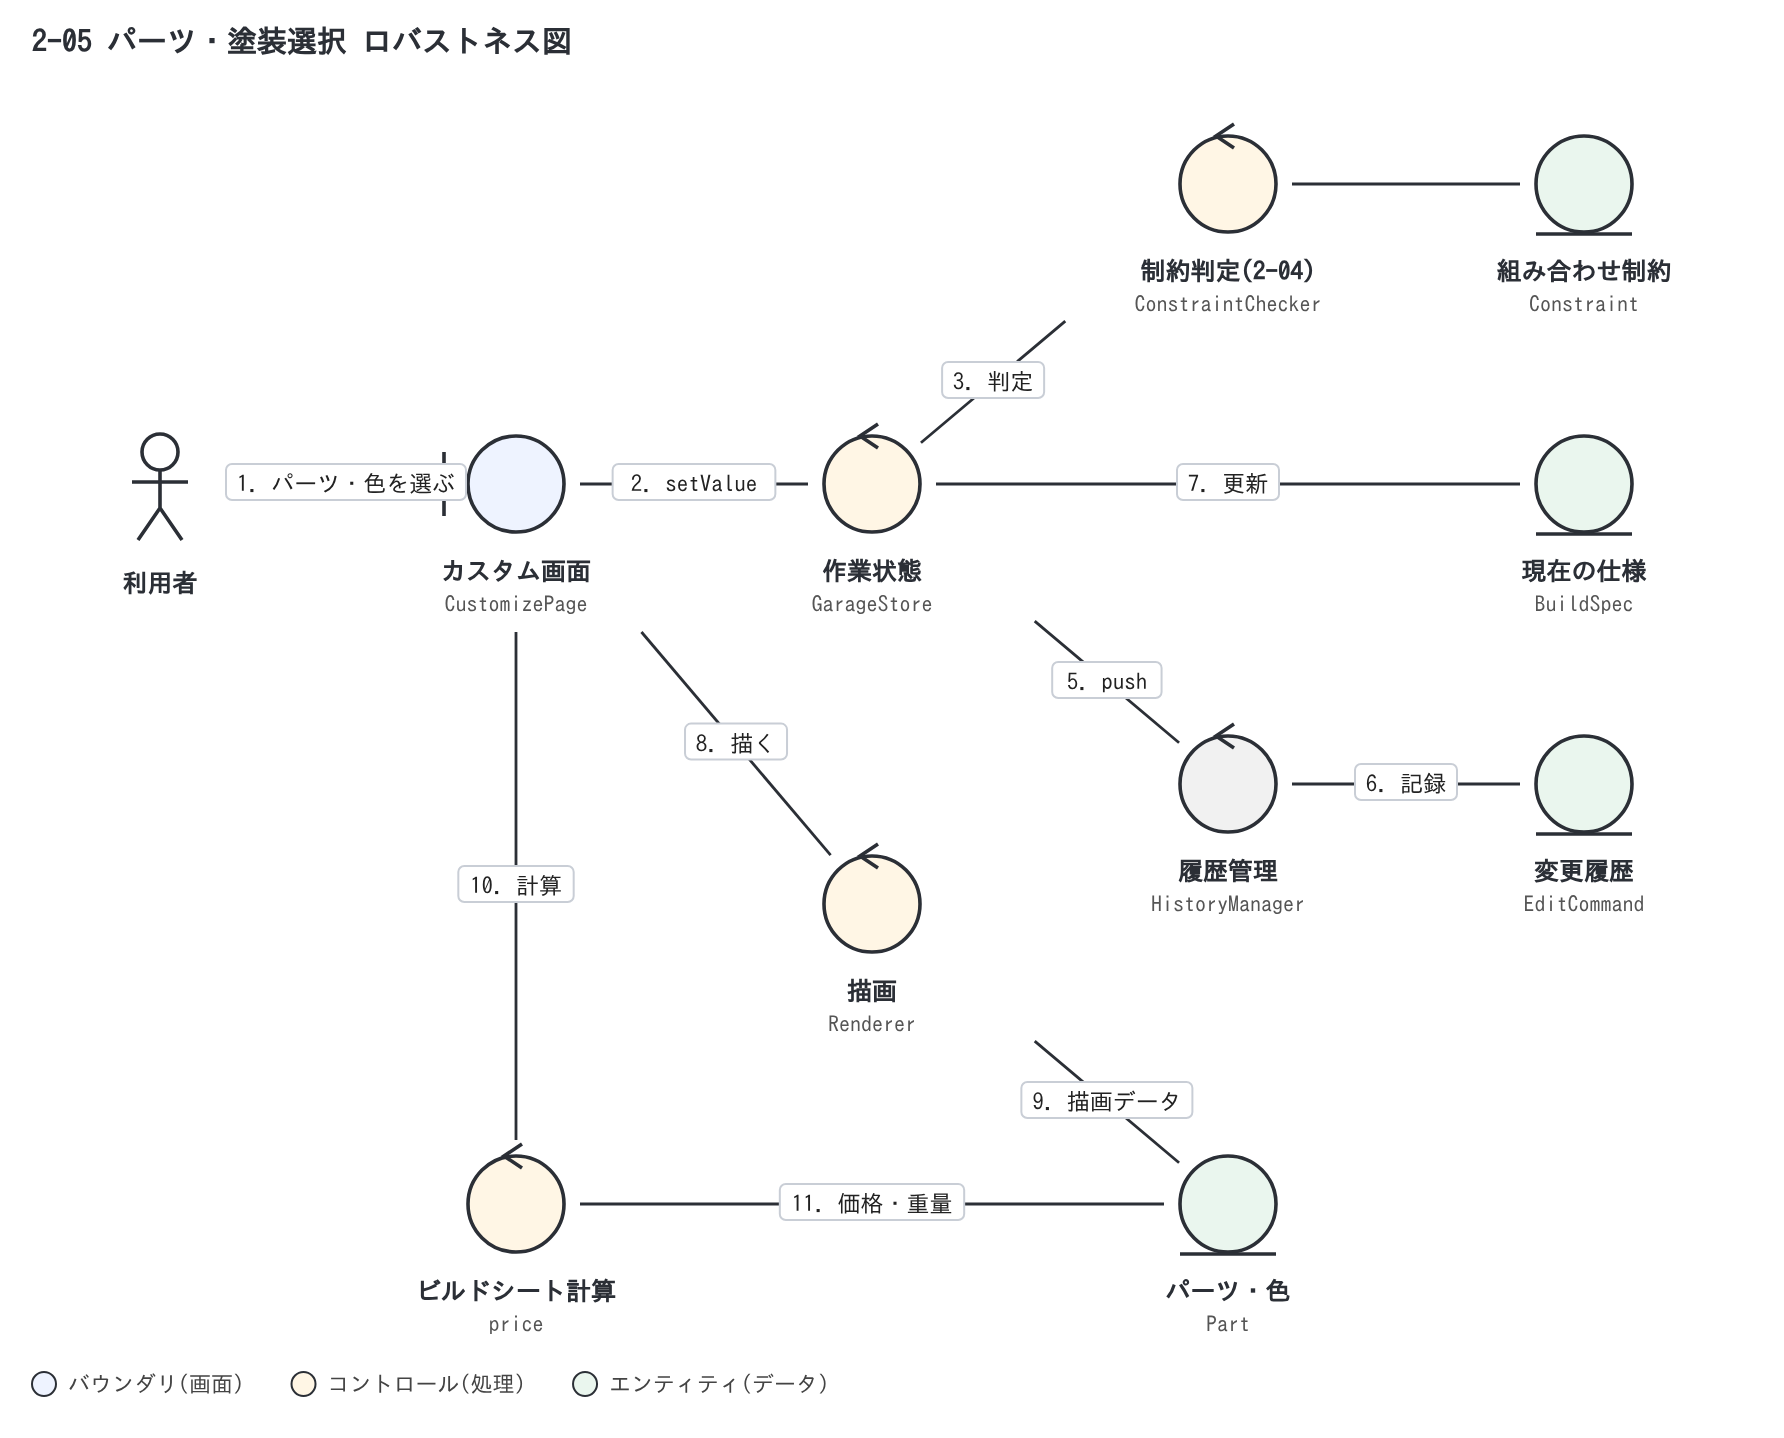 2-05 パーツ・塗装選択 ロバストネス図
制約判定(2-04)
ConstraintChecker
組み合わせ制約
Constraint
3. 判定
1. パーツ・色を選ぶ
2. setValue
7. 更新
利用者
カスタム画面
CustomizePage
作業状態
GarageStore
現在の仕様
BuildSpec
5. push
8. 描く
6. 記録
10. 計算
履歴管理
HistoryManager
変更履歴
EditCommand
描画
Renderer
9. 描画データ
11. 価格・重量
ビルドシート計算
price
パーツ・色
Part
バウンダリ(画面)
コントロール(処理)
エンティティ(データ)